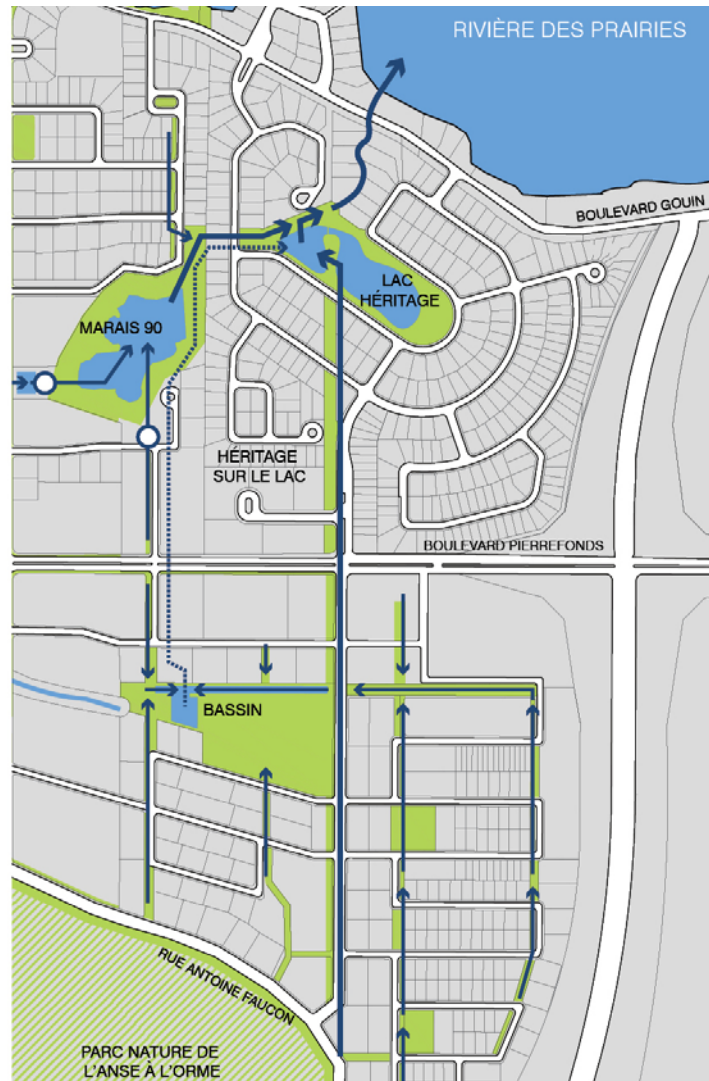 RIVIÈRE DES PRAIRIES
BOULEVARD GOUIN
LAC
HÉRITAGE
MARAIS 90
HÉRITAGE
SUR LE LAC
BOULEVARD PIERREFONDS
BASSIN
RUE ANTOINE FAUCON
PARC NATURE DE
L'ANSE À L'ORME